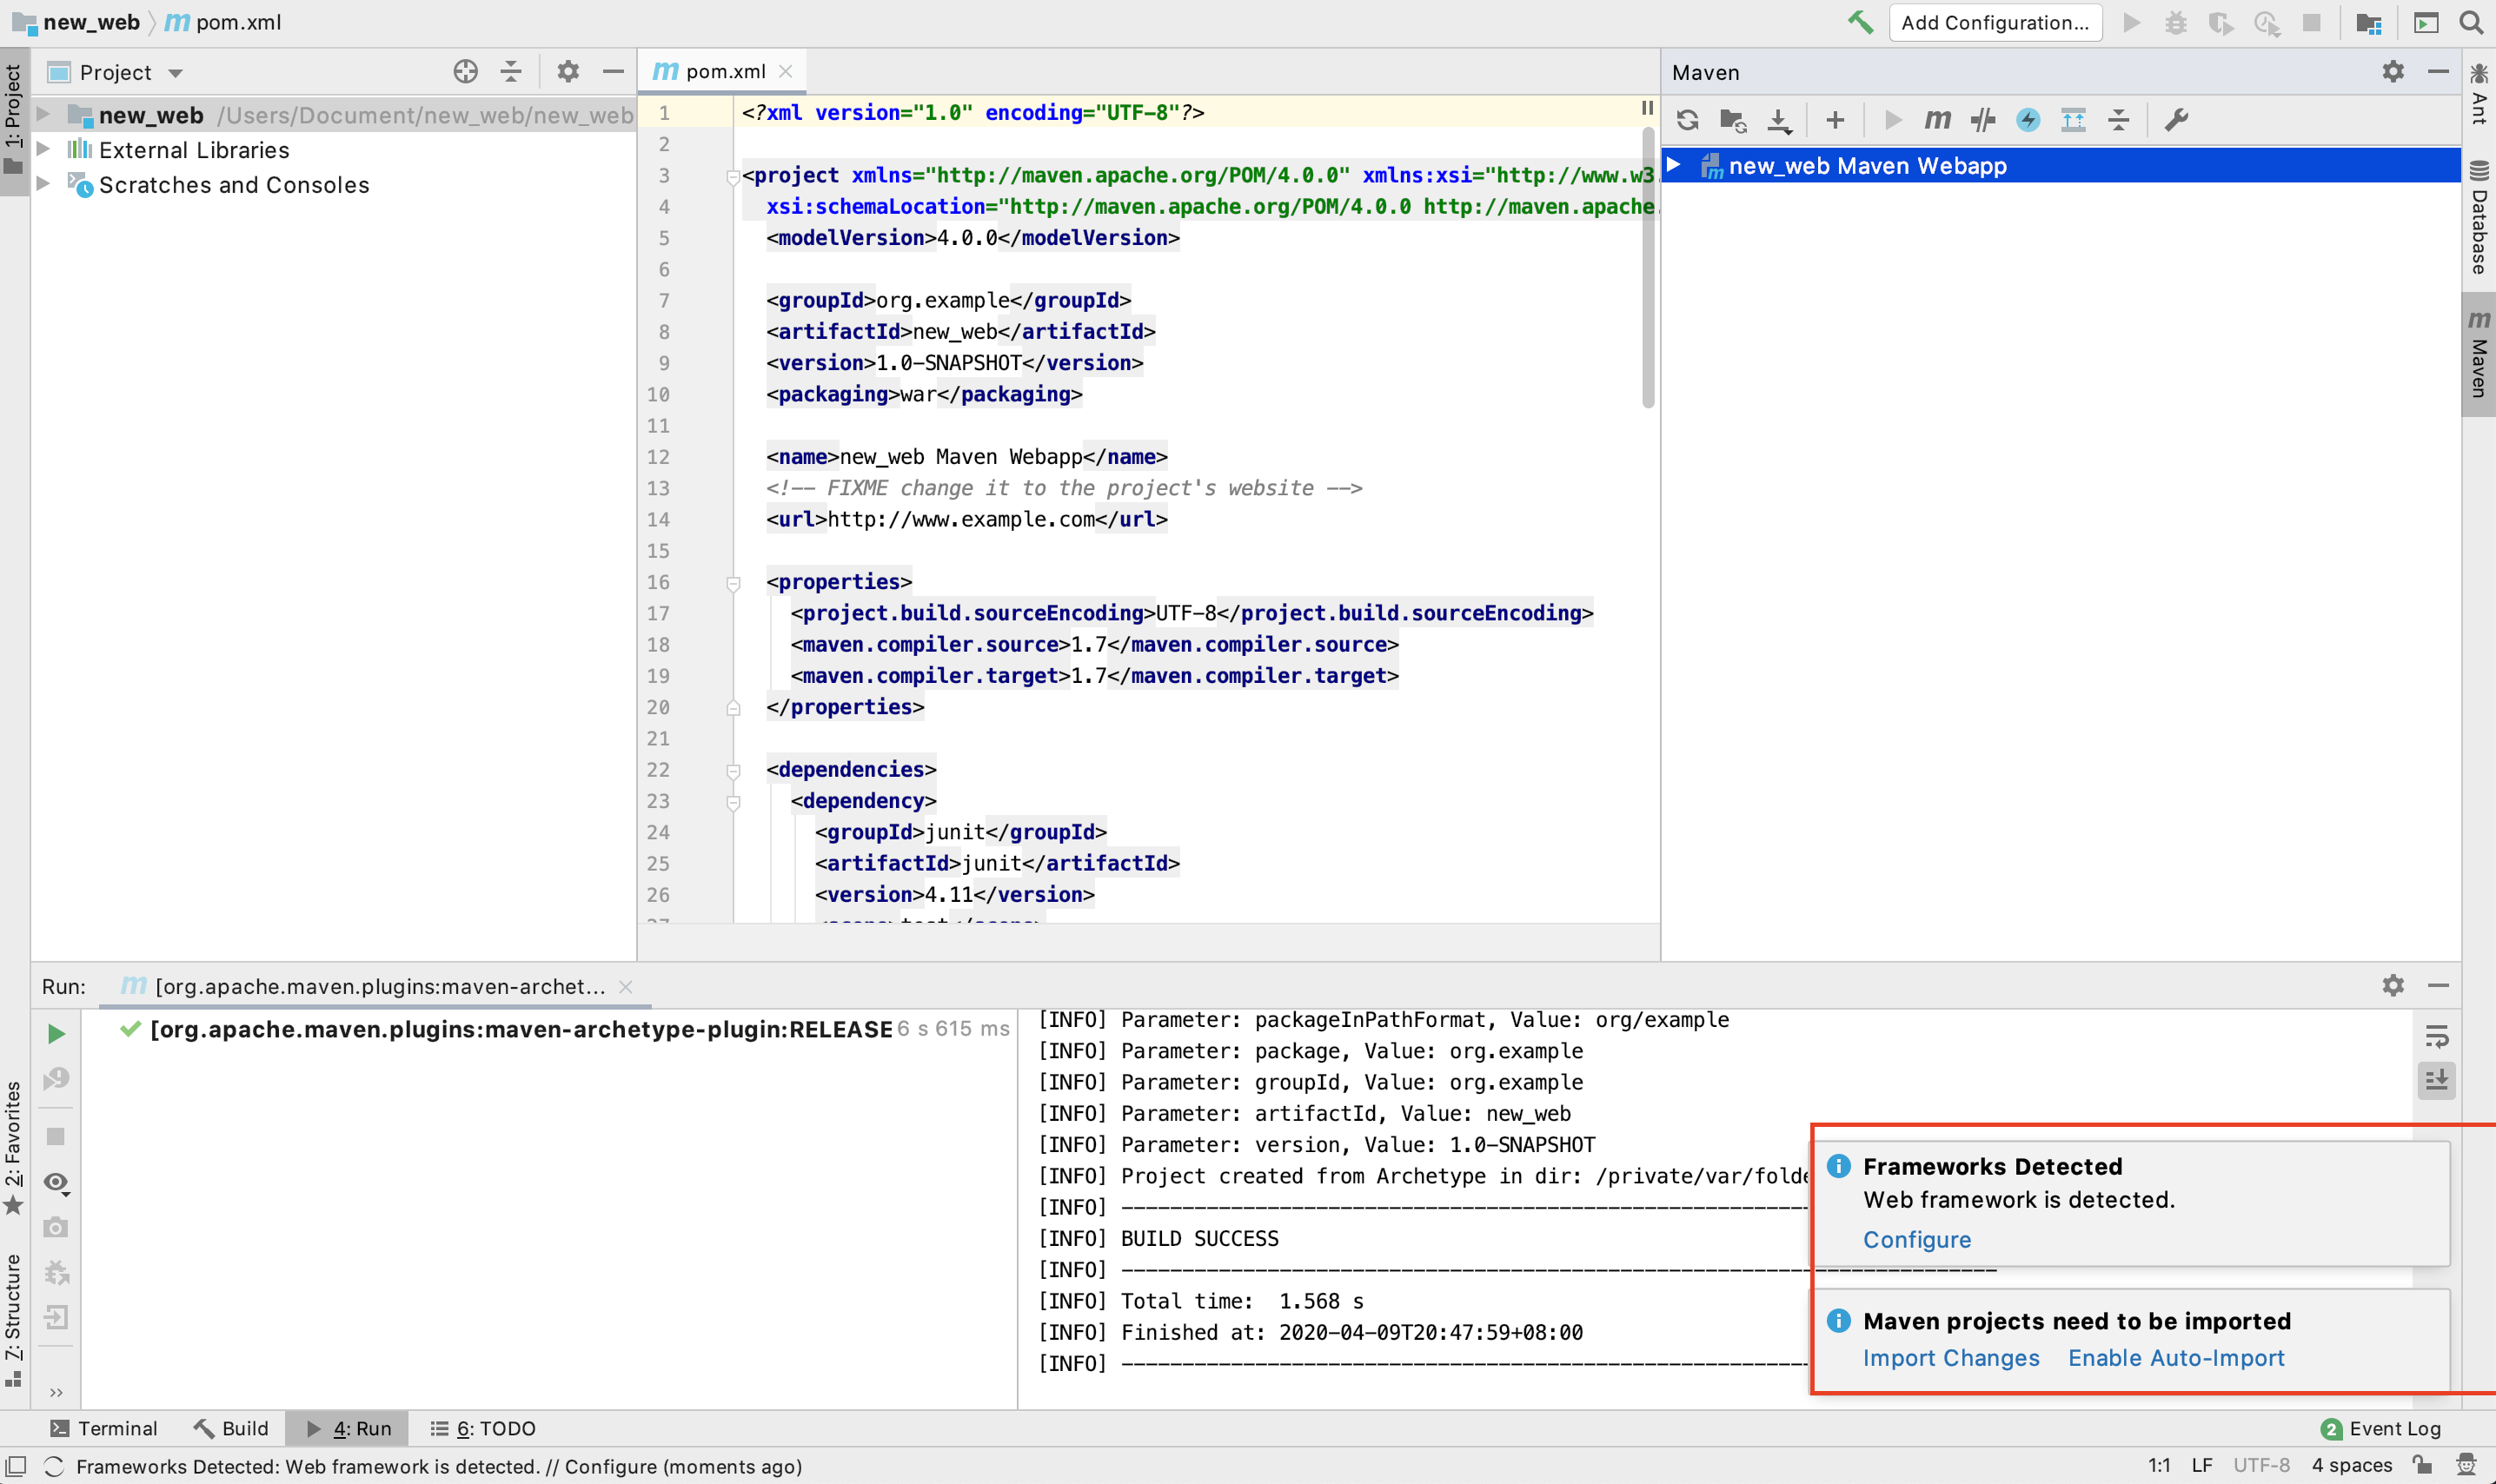 new_web pom.xml
Add Configuration...
1: Project
Project
new_web /Users/Document/new_web/new_web
External Libraries
Scratches and Consoles
pom.xml
1 <?xml version="1.0" encoding="UTF-8"?>
2
3 <project xmlns="http://maven.apache.org/POM/4.0.0" xmlns:xsi="http://www.w3.
4 xsi:schemaLocation="http://maven.apache.org/POM/4.0.0 http://maven.apache.
5 <modelVersion>4.0.0</modelVersion>
6
7 <groupId>org.example</groupId>
8 <artifactId>new_web</artifactId>
9 <version>1.0-SNAPSHOT</version>
10 <packaging>war</packaging>
11
12 <name>new_web Maven Webapp</name>
13 <!-- FIXME change it to the project's website -->
14 <url>http://www.example.com</url>
15
16 <properties>
17 <project.build.sourceEncoding>UTF-8</project.build.sourceEncoding>
18 <maven.compiler.source>1.7</maven.compiler.source>
19 <maven.compiler.target>1.7</maven.compiler.target>
20 </properties>
21
22 <dependencies>
23 <dependency>
24 <groupId>junit</groupId>
25 <artifactId>junit</artifactId>
26 <version>4.11</version>
27 <scope>test</scope>
Maven
new_web Maven Webapp
Ant
Database
Maven
Run: [org.apache.maven.plugins:maven-archet...
[org.apache.maven.plugins:maven-archetype-plugin:RELEASE 6 s 615 ms
[INFO] Parameter: packageInPathFormat, Value: org/example
[INFO] Parameter: package, Value: org.example
[INFO] Parameter: groupId, Value: org.example
[INFO] Parameter: artifactId, Value: new_web
[INFO] Parameter: version, Value: 1.0-SNAPSHOT
[INFO] Project created from Archetype in dir: /private/var/folde
[INFO] ------------------------------------------------------------------------
[INFO] BUILD SUCCESS
[INFO] ------------------------------------------------------------------------
[INFO] Total time:  1.568 s
[INFO] Finished at: 2020-04-09T20:47:59+08:00
[INFO] ------------------------------------------------------------------------
Frameworks Detected
Web framework is detected.
Configure
Maven projects need to be imported
Import Changes Enable Auto-Import
2: Favorites
Z: Structure
Terminal Build 4: Run 6: TODO
2 Event Log
Frameworks Detected: Web framework is detected. // Configure (moments ago)
1:1 LF UTF-8 4 spaces